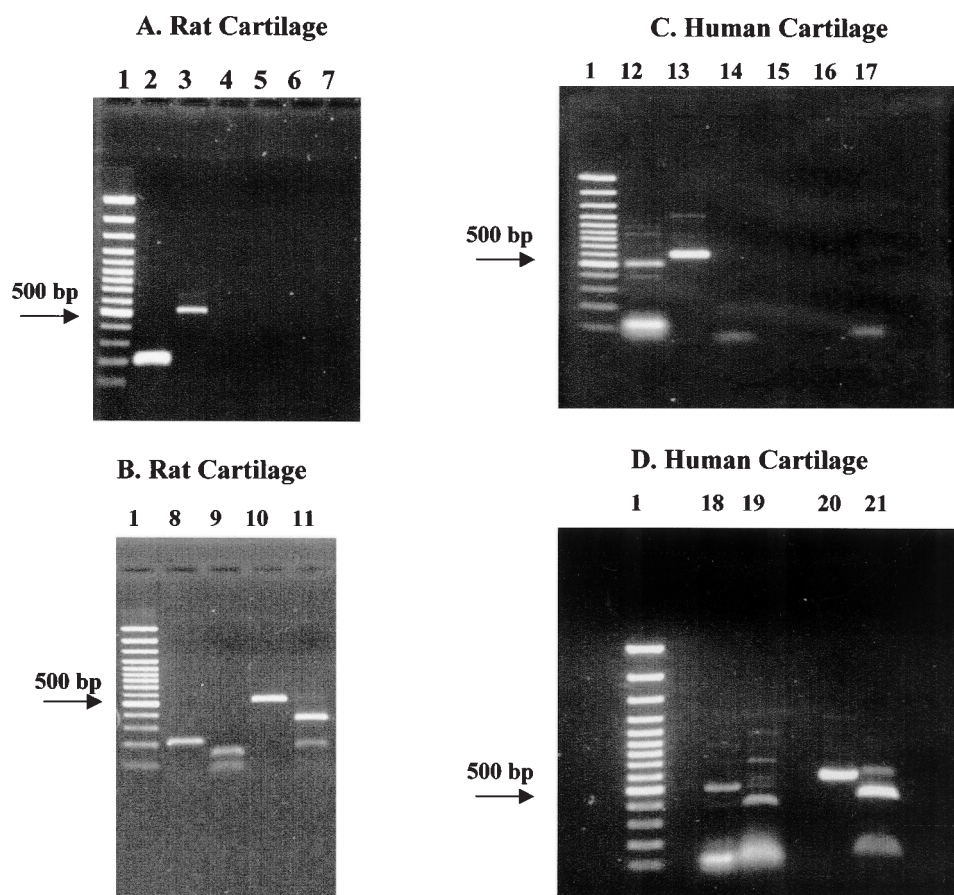 A. Rat Cartilage
1 2 3 4 5 6 7
500 bp
B. Rat Cartilage
1 8 9 10 11
500 bp
C. Human Cartilage
1 12 13 14 15 16 17
500 bp
D. Human Cartilage
1 18 19 20 21
500 bp